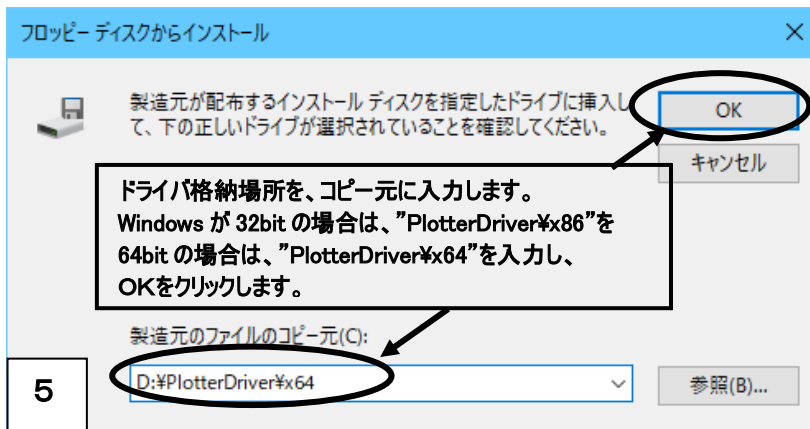 フロッピー ディスクからインストール
製造元が配布するインストール ディスクを指定したドライブに挿入し
て、下の正しいドライブが選択されていることを確認してください。
OK
キャンセル
ドライバ格納場所を、コピー元に入力します。
Windows が 32bit の場合は、”PlotterDriver¥x86”を
64bit の場合は、”PlotterDriver¥x64”を入力し、
ＯＫをクリックします。
製造元のファイルのコピー元(C):
D:¥PlotterDriver¥x64
参照(B)...
５